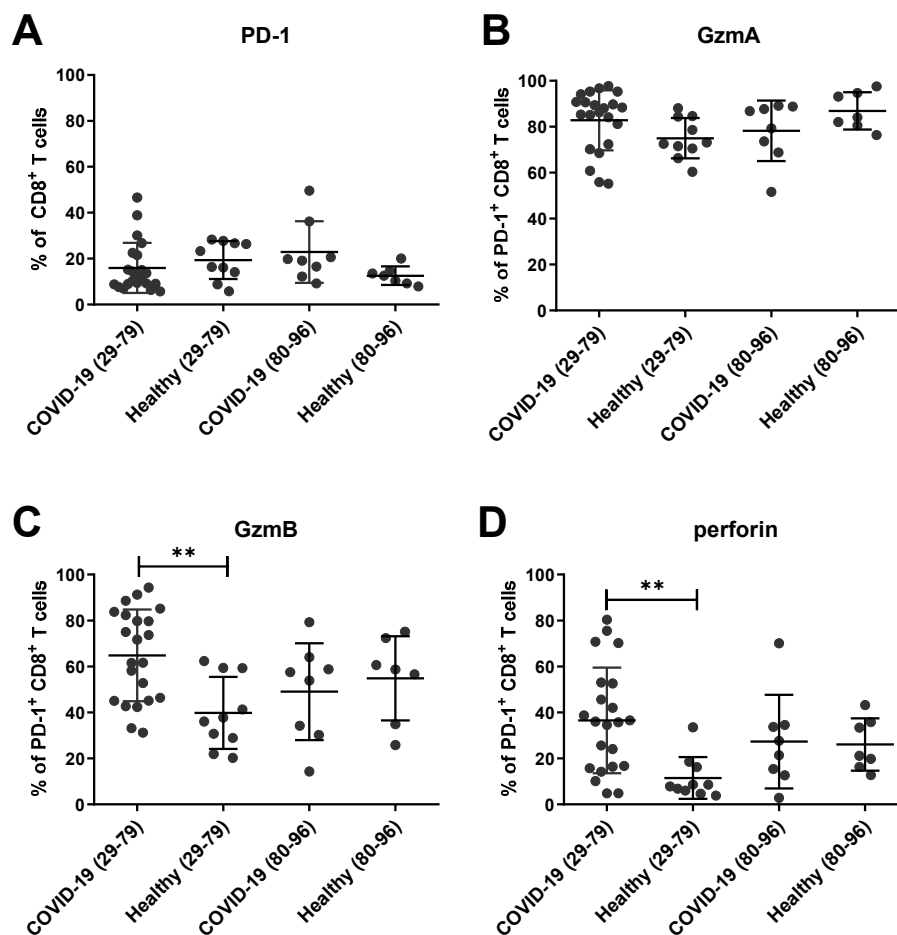 A
PD-1
% of CD8⁺ T cells
100
80
60
40
20
0
COVID-19 (29-79)
Healthy (29-79)
COVID-19 (80-96)
Healthy (80-96)
B
GzmA
% of PD-1⁺ CD8⁺ T cells
100
80
60
40
20
0
COVID-19 (29-79)
Healthy (29-79)
COVID-19 (80-96)
Healthy (80-96)
C
GzmB
**
% of PD-1⁺ CD8⁺ T cells
100
80
60
40
20
0
COVID-19 (29-79)
Healthy (29-79)
COVID-19 (80-96)
Healthy (80-96)
D
perforin
**
% of PD-1⁺ CD8⁺ T cells
100
80
60
40
20
0
COVID-19 (29-79)
Healthy (29-79)
COVID-19 (80-96)
Healthy (80-96)